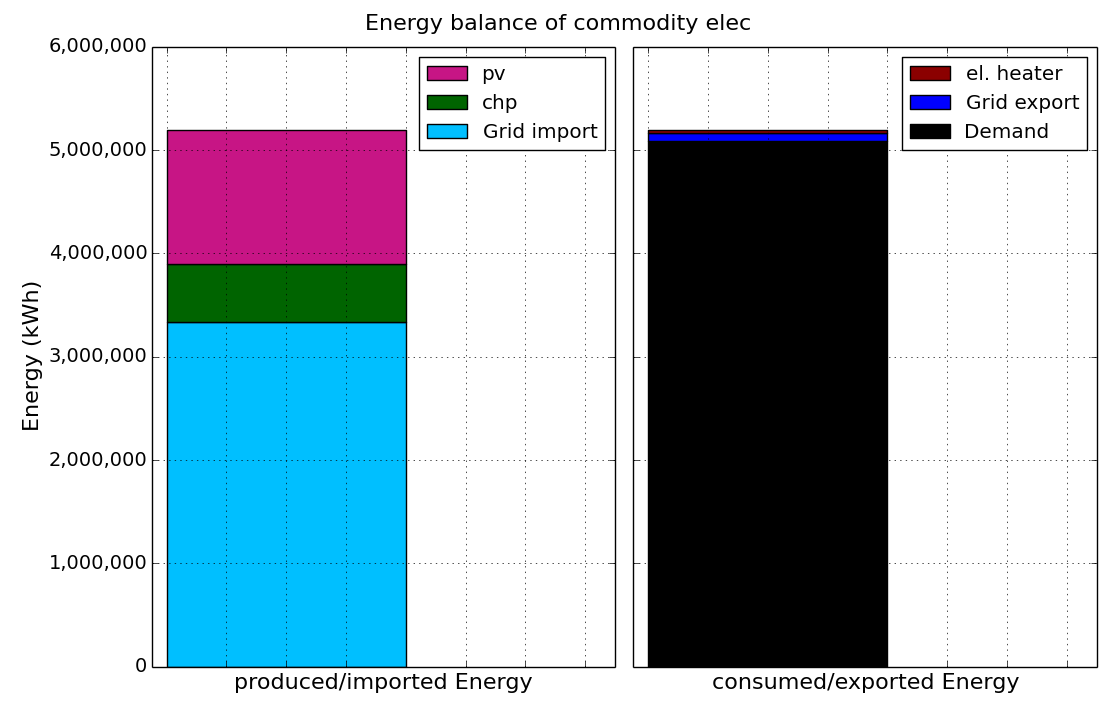 Energy balance of commodity elec
Energy (kWh)
6,000,000
5,000,000
4,000,000
3,000,000
2,000,000
1,000,000
0
pv
chp
Grid import
produced/imported Energy
el. heater
Grid export
Demand
consumed/exported Energy